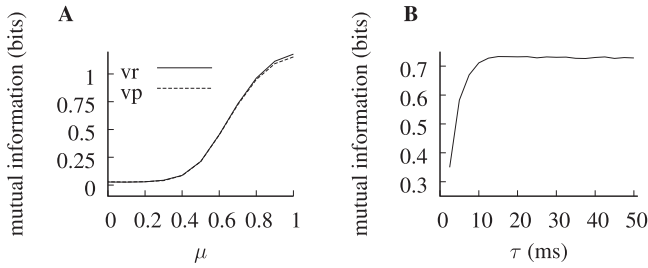 A
mutual information (bits)
1
0.75
0.5
0.25
0
vr
vp
0 0.2 0.4 0.6 0.8 1
μ
B
mutual information (bits)
0.7
0.6
0.5
0.4
0.3
0 10 20 30 40 50
τ (ms)